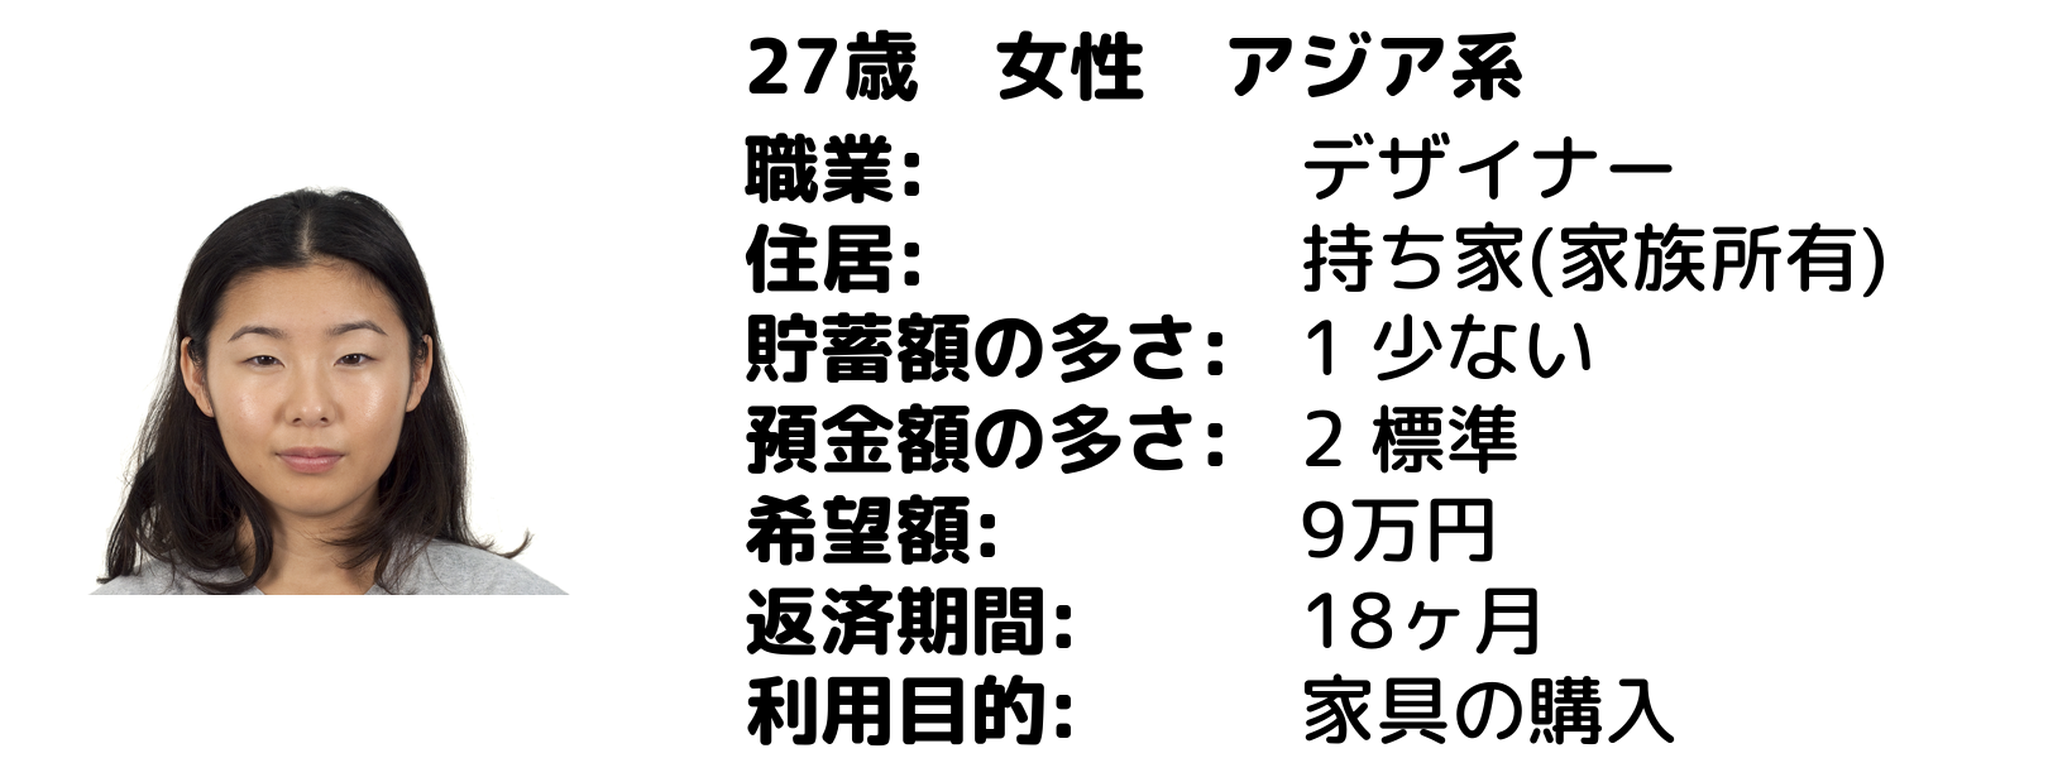 27歳　女性　アジア系
職業: デザイナー
住居: 持ち家(家族所有)
貯蓄額の多さ: 1 少ない
預金額の多さ: 2 標準
希望額: 9万円
返済期間: 18ヶ月
利用目的: 家具の購入